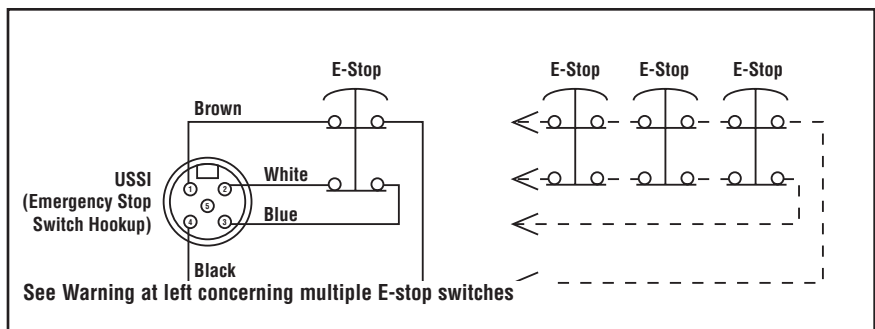 E-Stop
E-Stop E-Stop E-Stop
Brown
1 2
White
USSI
(Emergency Stop
Switch Hookup)
5
4 3
Blue
Black
See Warning at left concerning multiple E-stop switches